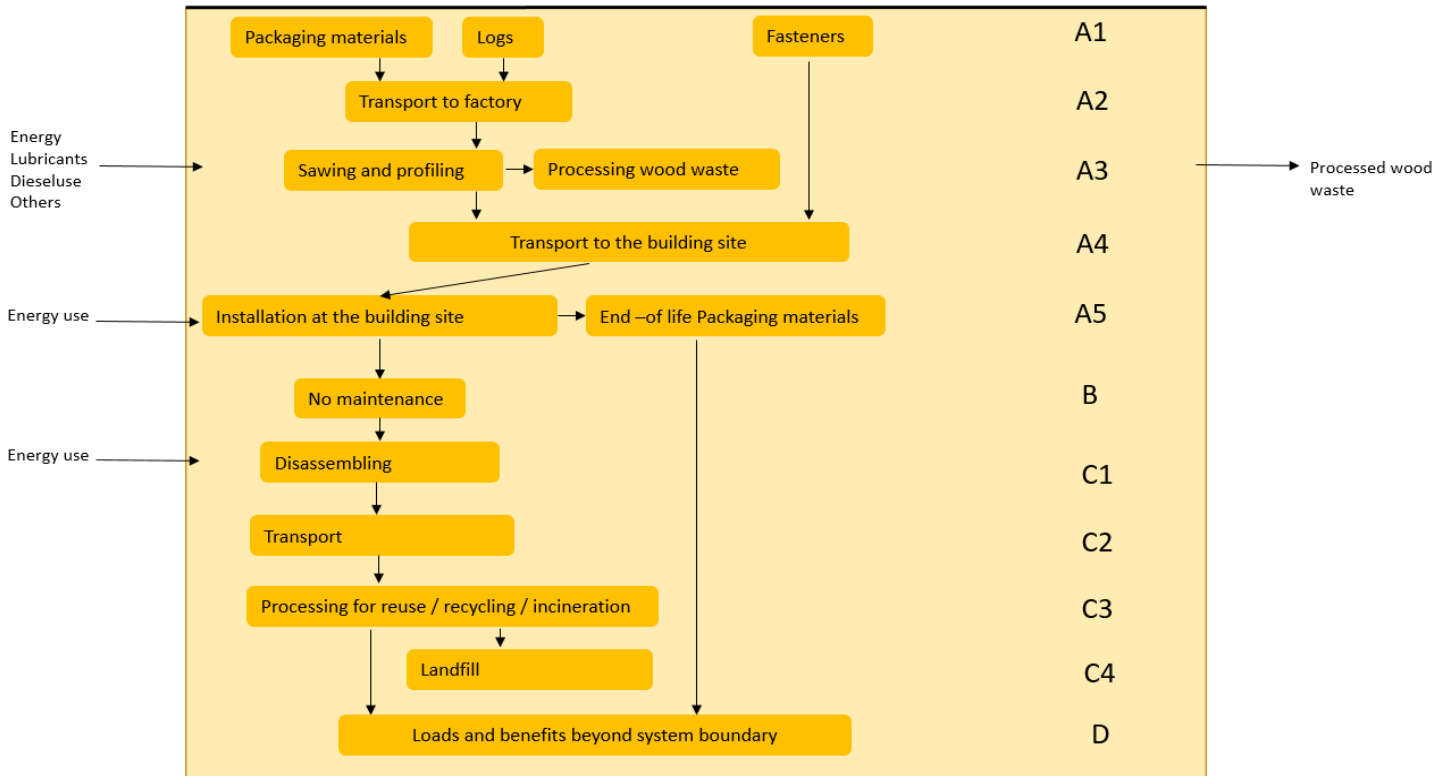 Packaging materials
Logs
Fasteners
A1
Transport to factory
A2
Energy
Lubricants
Dieseluse
Others
Sawing and profiling
Processing wood waste
A3
Processed wood
waste
Transport to the building site
A4
Energy use
Installation at the building site
End –of life Packaging materials
A5
No maintenance
B
Energy use
Disassembling
C1
Transport
C2
Processing for reuse / recycling / incineration
C3
Landfill
C4
Loads and benefits beyond system boundary
D